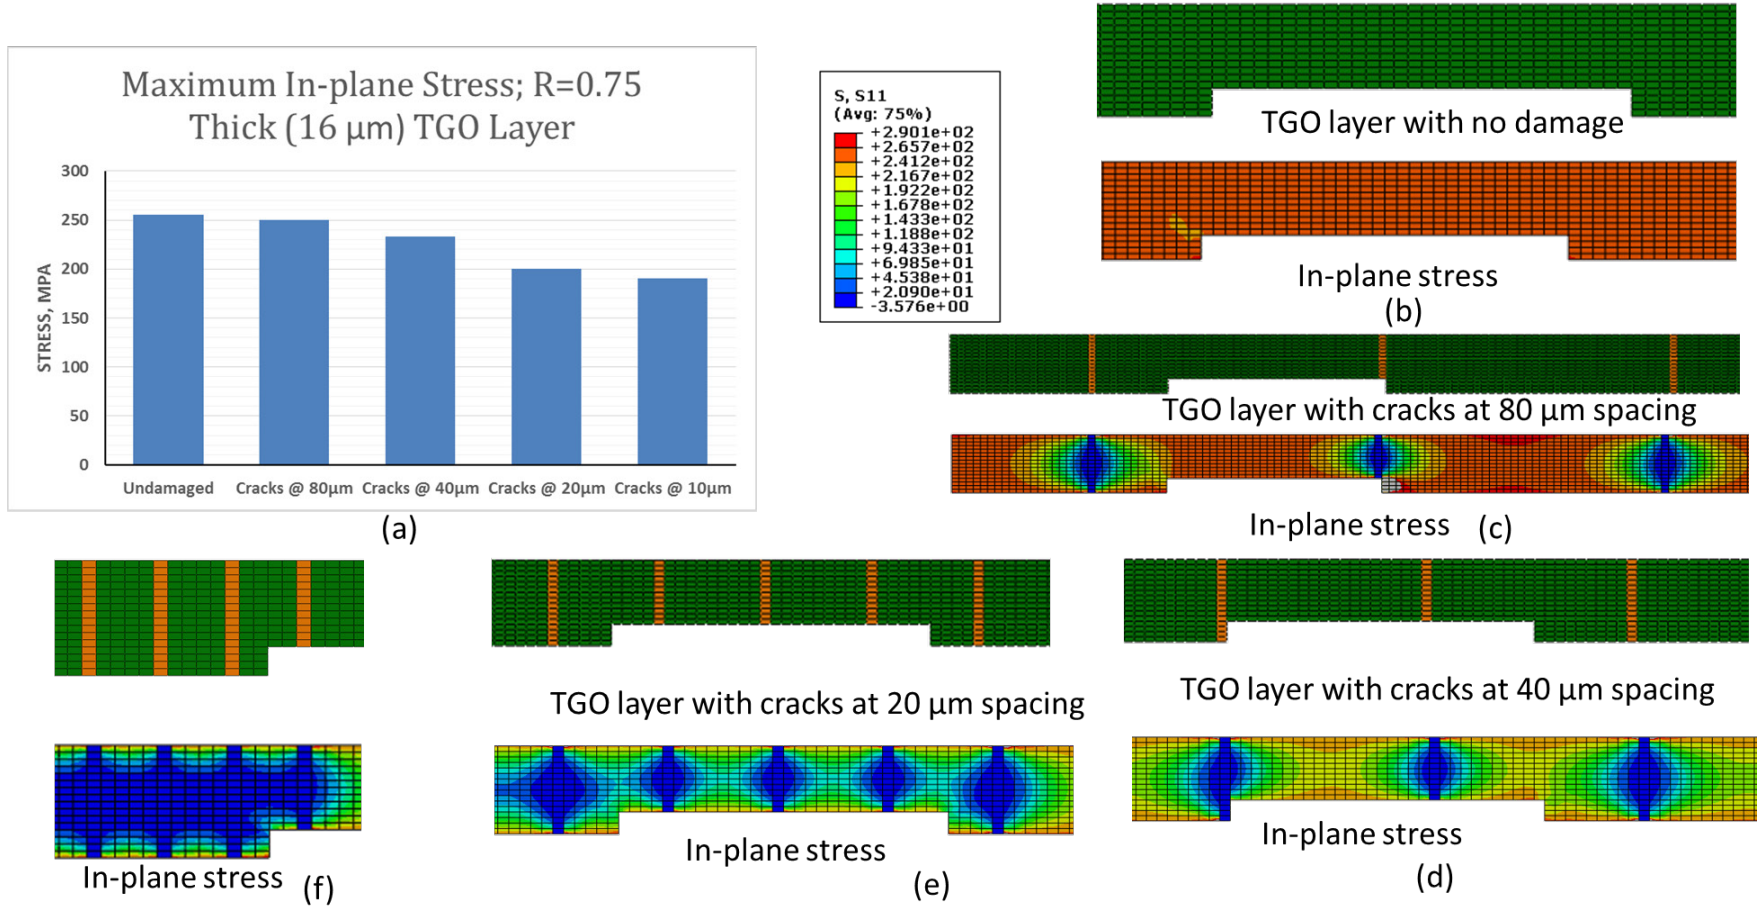 Maximum In-plane Stress; R=0.75
Thick (16 µm) TGO Layer
STRESS, MPA
300
250
200
150
100
50
0
Undamaged
Cracks @ 80µm
Cracks @ 40µm
Cracks @ 20µm
Cracks @ 10µm
(a)
S, S11
(Avg: 75%)
+2.901e+02
+2.657e+02
+2.412e+02
+2.167e+02
+1.922e+02
+1.678e+02
+1.433e+02
+1.188e+02
+9.433e+01
+6.985e+01
+4.538e+01
+2.090e+01
-3.576e+00
TGO layer with no damage
In-plane stress
(b)
TGO layer with cracks at 80 µm spacing
In-plane stress (c)
TGO layer with cracks at 20 µm spacing
TGO layer with cracks at 40 µm spacing
In-plane stress (f)
In-plane stress
(e)
In-plane stress
(d)